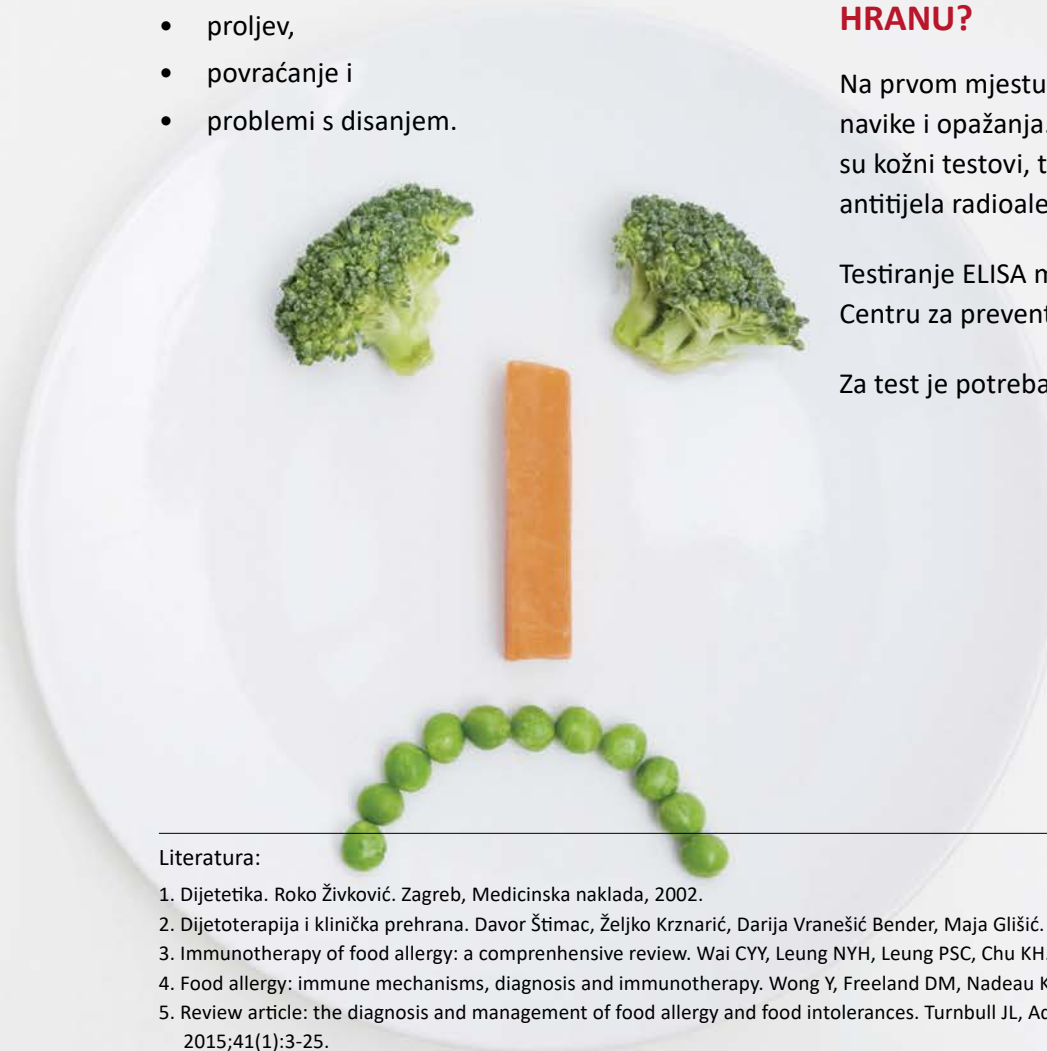 • proljev,
• povraćanje i
• problemi s disanjem.
HRANU?
Na prvom mjestu
navike i opažanja.
su kožni testovi, t
antitijela radioale
Testiranje ELISA m
Centru za prevent
Za test je potreba
Literatura:
1. Dijetetika. Roko Živković. Zagreb, Medicinska naklada, 2002.
2. Dijetoterapija i klinička prehrana. Davor Štimac, Željko Krznarić, Darija Vranešić Bender, Maja Glišić.
3. Immunotherapy of food allergy: a comprenhensive review. Wai CYY, Leung NYH, Leung PSC, Chu KH.
4. Food allergy: immune mechanisms, diagnosis and immunotherapy. Wong Y, Freeland DM, Nadeau K
5. Review article: the diagnosis and management of food allergy and food intolerances. Turnbull JL, Ad
2015;41(1):3-25.